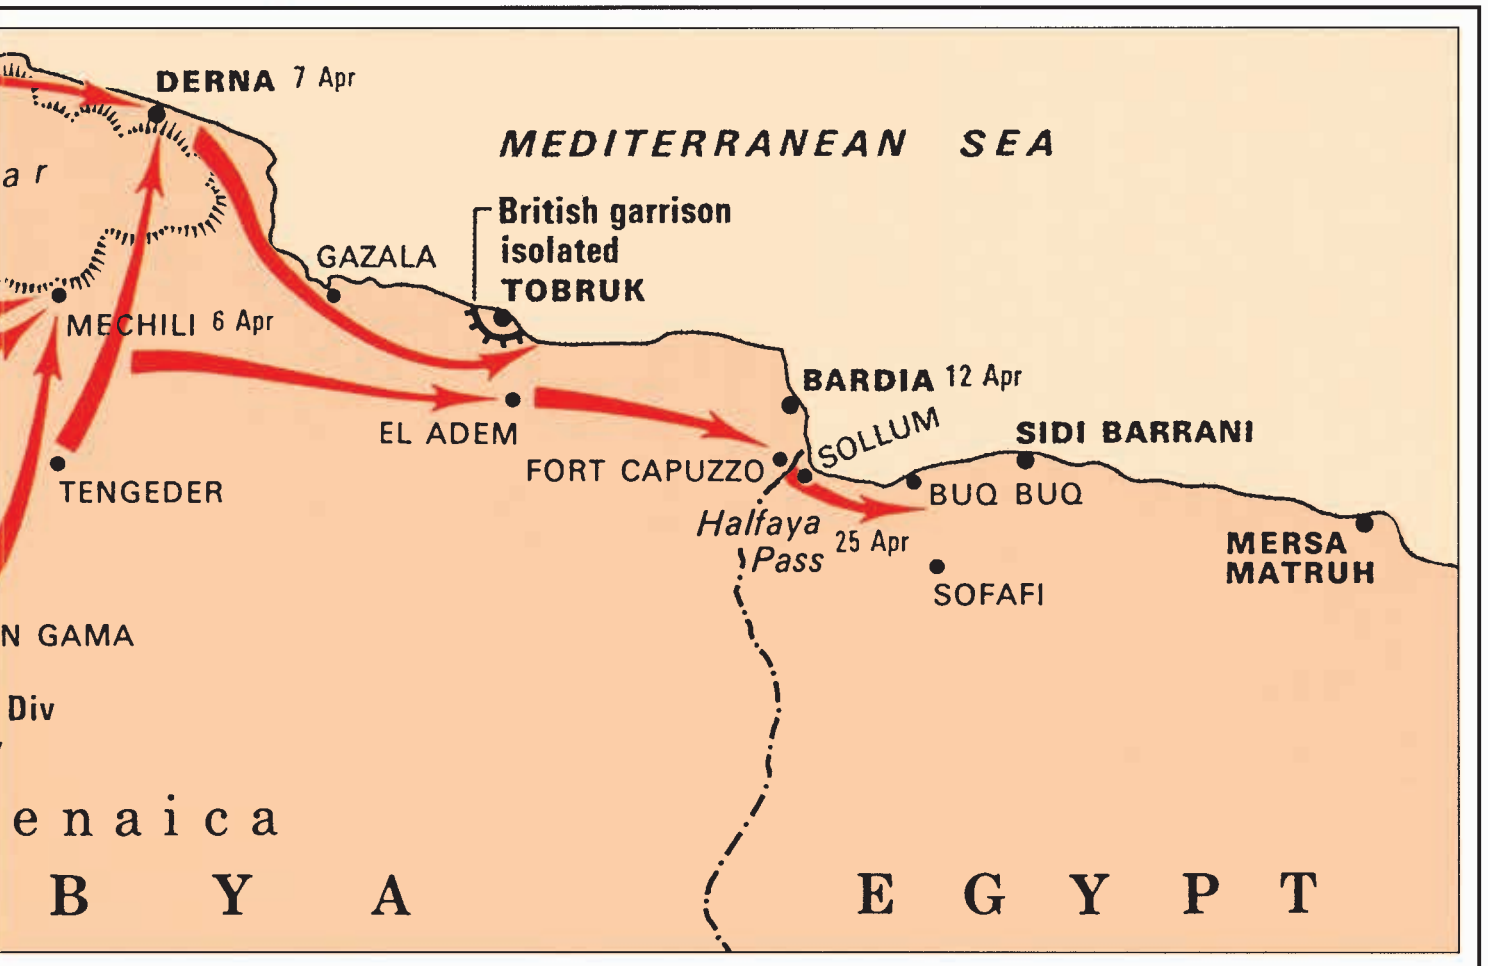 DERNA 7 Apr
MEDITERRANEAN SEA
ar
British garrison
isolated
TOBRUK
GAZALA
MECHILI 6 Apr
BARDIA 12 Apr
EL ADEM
SOLLUM
SIDI BARRANI
FORT CAPUZZO
TENGEDER
BUQ BUQ
Halfaya
Pass 25 Apr
MERSA
MATRUH
SOFAFI
N GAMA
Div
enaica
B Y A
E G Y P T